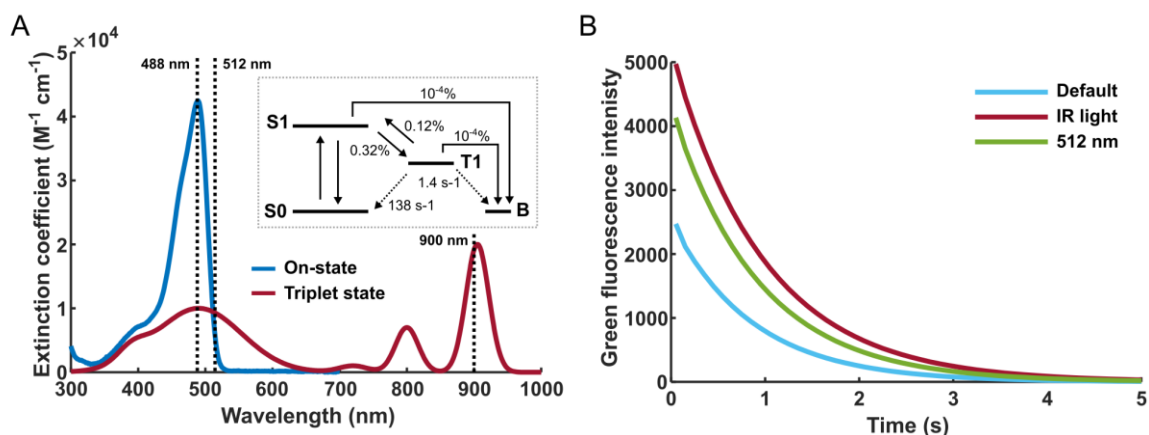 A
×10⁴
5
4
3
2
1
0
Extinction coefficient (M⁻¹ cm⁻¹)
488 nm
512 nm
10⁻⁴%
S1
0.12%
10⁻⁴%
0.32%
T1
1.4 s-1
S0
138 s-1
B
900 nm
On-state
Triplet state
300 400 500 600 700 800 900 1000
Wavelength (nm)
B
5000
4000
3000
2000
1000
0
Green fluorescence intenisty
Default
IR light
512 nm
0 1 2 3 4 5
Time (s)